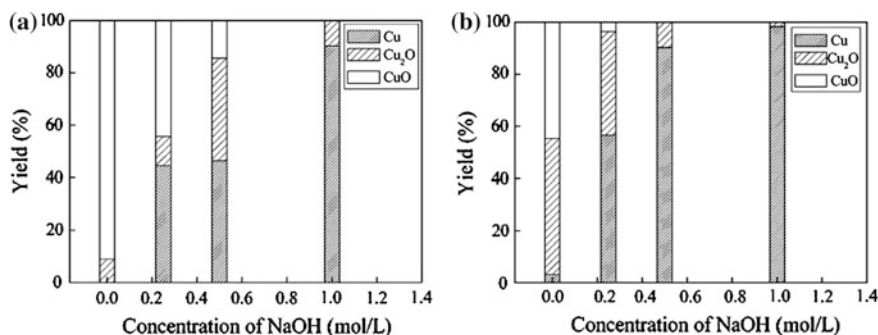 (a)
100
80
60
40
20
0
Yield (%)
Cu
Cu₂O
CuO
0.0 0.2 0.4 0.6 0.8 1.0 1.2 1.4
Concentration of NaOH (mol/L)
(b)
100
80
60
40
20
0
Yield (%)
Cu
Cu₂O
CuO
0.0 0.2 0.4 0.6 0.8 1.0 1.2 1.4
Concentration of NaOH (mol/L)